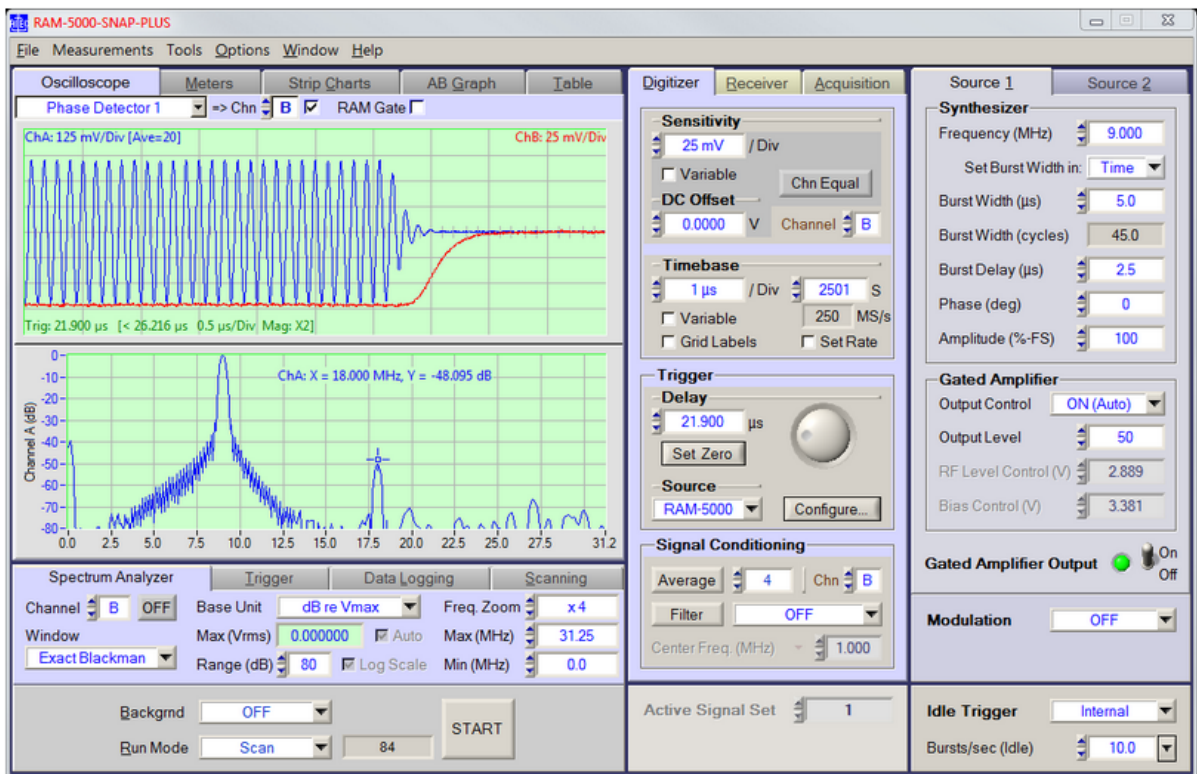 RITEC RAM-5000-SNAP-PLUS
File Measurements Tools Options Window Help
Oscilloscope Meters Strip Charts AB Graph Table
Phase Detector 1 => Chn B RAM Gate
ChA: 125 mV/Div [Ave=20] ChB: 25 mV/Div
Trig: 21.900 µs [< 26.216 µs 0.5 µs/Div Mag: X2]
ChA: X = 18.000 MHz, Y = -48.095 dB
Channel A (dB)
0
-10
-20
-30
-40
-50
-60
-70
-80
0.0 2.5 5.0 7.5 10.0 12.5 15.0 17.5 20.0 22.5 25.0 27.5 31.2
Spectrum Analyzer Trigger Data Logging Scanning
Channel B OFF Base Unit dB re Vmax Freq. Zoom x4
Window Max (Vrms) 0.000000 Auto Max (MHz) 31.25
Exact Blackman Range (dB) 80 Log Scale Min (MHz) 0.0
Backgrnd OFF
Run Mode Scan 84 START
Digitizer Receiver Acquisition
Sensitivity
25 mV / Div
Variable Chn Equal
DC Offset
0.0000 V Channel B
Timebase
1 µs / Div 2501 S
Variable 250 MS/s
Grid Labels Set Rate
Trigger
Delay
21.900 µs
Set Zero
Source
RAM-5000 Configure...
Signal Conditioning
Average 4 Chn B
Filter OFF
Center Freq. (MHz) 1.000
Active Signal Set 1
Source 1 Source 2
Synthesizer
Frequency (MHz) 9.000
Set Burst Width in: Time
Burst Width (µs) 5.0
Burst Width (cycles) 45.0
Burst Delay (µs) 2.5
Phase (deg) 0
Amplitude (%-FS) 100
Gated Amplifier
Output Control ON (Auto)
Output Level 50
RF Level Control (V) 2.889
Bias Control (V) 3.381
Gated Amplifier Output On
Off
Modulation OFF
Idle Trigger Internal
Bursts/sec (Idle) 10.0